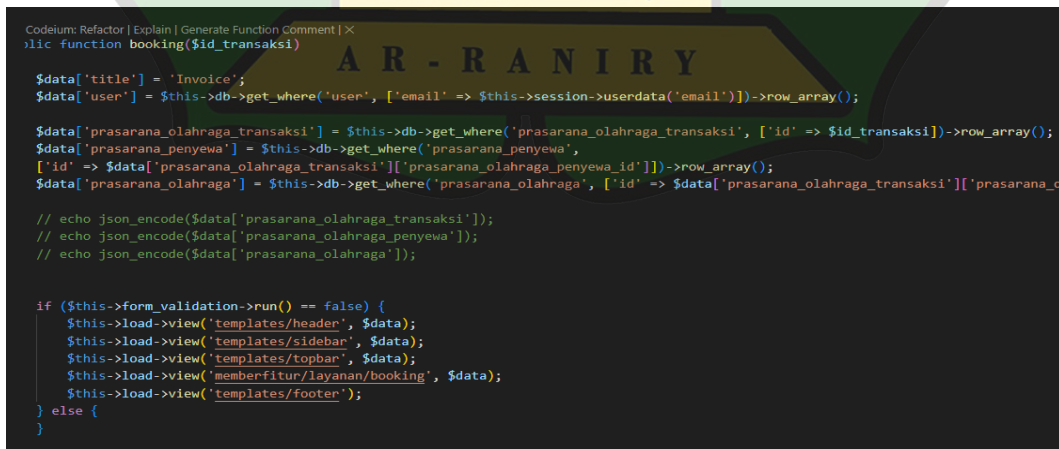 Codeium: Refactor | Explain | Generate Function Comment | X
blic function booking($id_transaksi)
AR-RANIRY
$data['title'] = 'Invoice';
$data['user'] = $this->db->get_where('user', ['email' => $this->session->userdata('email')])->row_array();
$data['prasarana_olahraga_transaksi'] = $this->db->get_where('prasarana_olahraga_transaksi', ['id' => $id_transaksi])->row_array();
$data['prasarana_penyewa'] = $this->db->get_where('prasarana_penyewa',
['id' => $data['prasarana_olahraga_transaksi']['prasarana_olahraga_penyewa_id']])->row_array();
$data['prasarana_olahraga'] = $this->db->get_where('prasarana_olahraga', ['id' => $data['prasarana_olahraga_transaksi']['prasarana_o
// echo json_encode($data['prasarana_olahraga_transaksi']);
// echo json_encode($data['prasarana_olahraga_penyewa']);
// echo json_encode($data['prasarana_olahraga']);
if ($this->form_validation->run() == false) {
$this->load->view('templates/header', $data);
$this->load->view('templates/sidebar', $data);
$this->load->view('templates/topbar', $data);
$this->load->view('memberfitur/layanan/booking', $data);
$this->load->view('templates/footer');
} else {
}